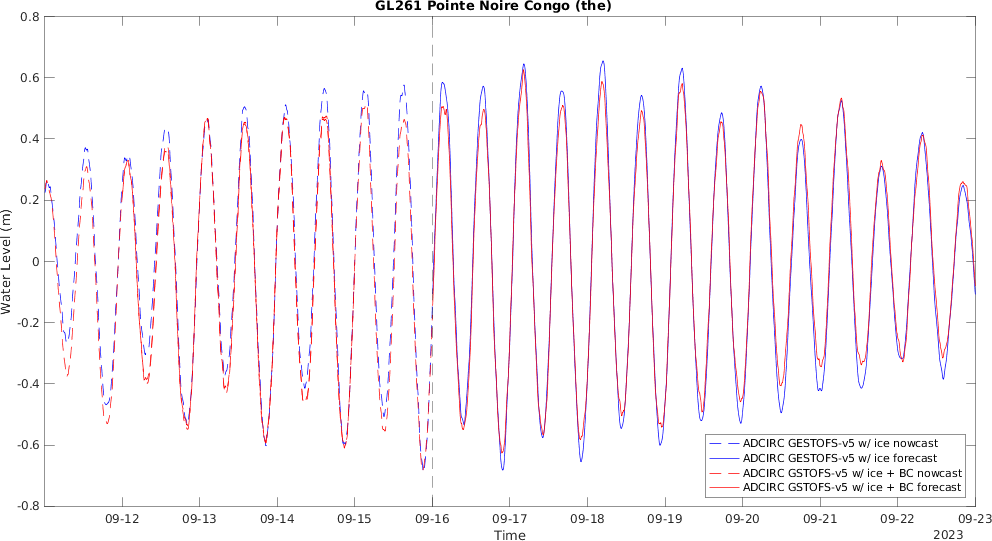 GL261 Pointe Noire Congo (the)
0.8
0.6
0.4
0.2
0
-0.2
-0.4
-0.6
-0.8
Water Level (m)
09-12 09-13 09-14 09-15 09-16 09-17 09-18 09-19 09-20 09-21 09-22 09-23
2023
Time
ADCIRC GESTOFS-v5 w/ ice nowcast
ADCIRC GESTOFS-v5 w/ ice forecast
ADCIRC GSTOFS-v5 w/ ice + BC nowcast
ADCIRC GSTOFS-v5 w/ ice + BC forecast